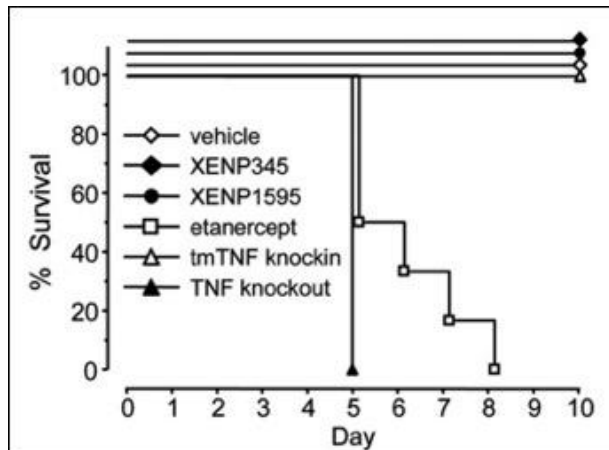 % Survival
100
80
60
40
20
0
vehicle
XENP345
XENP1595
etanercept
tmTNF knockin
TNF knockout
0 1 2 3 4 5 6 7 8 9 10
Day